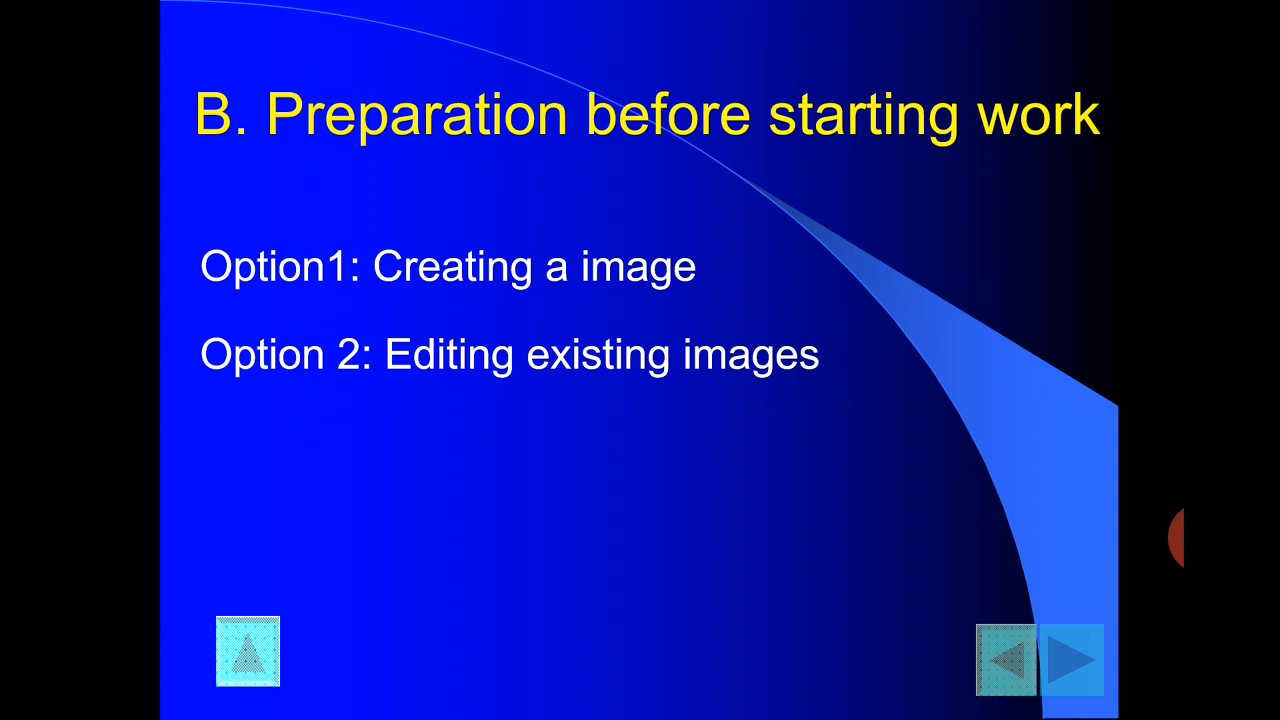 B. Preparation before starting work
Option1: Creating a image
Option 2: Editing existing images